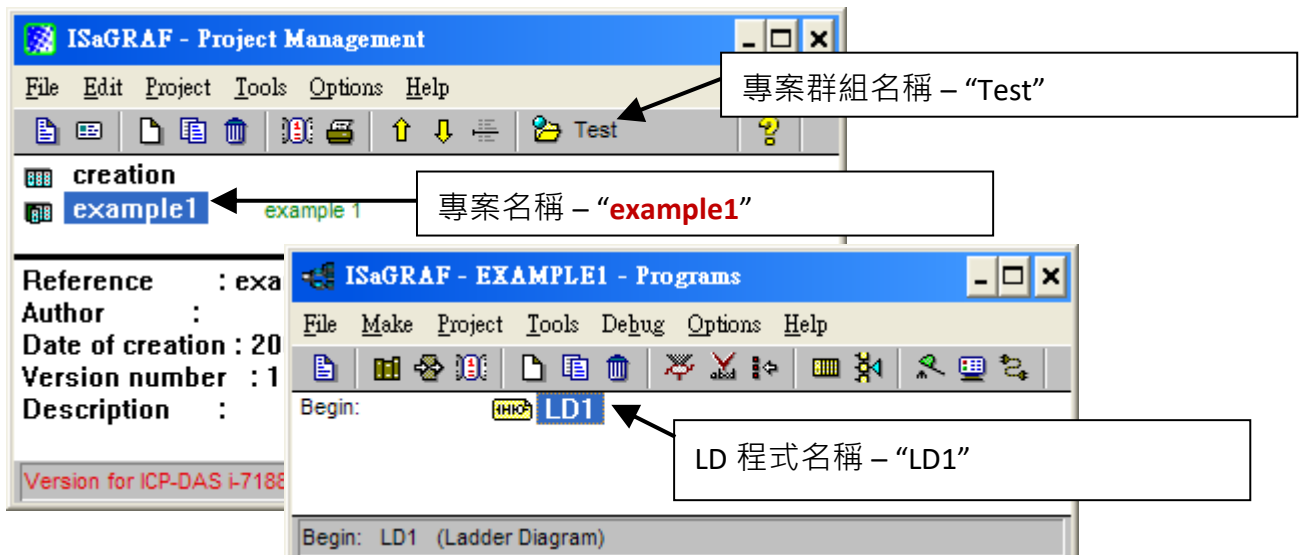 ISaGRAF - Project Management
File Edit Project Tools Options Help
專案群組名稱 – “Test”
Test
creation
example1 example 1
專案名稱 – “example1”
Reference : exa
Author :
Date of creation : 20
Version number : 1
Description :
Version for ICP-DAS i-7188
ISaGRAF - EXAMPLE1 - Programs
File Make Project Tools Debug Options Help
Begin: LD1
LD 程式名稱 – “LD1”
Begin: LD1 (Ladder Diagram)